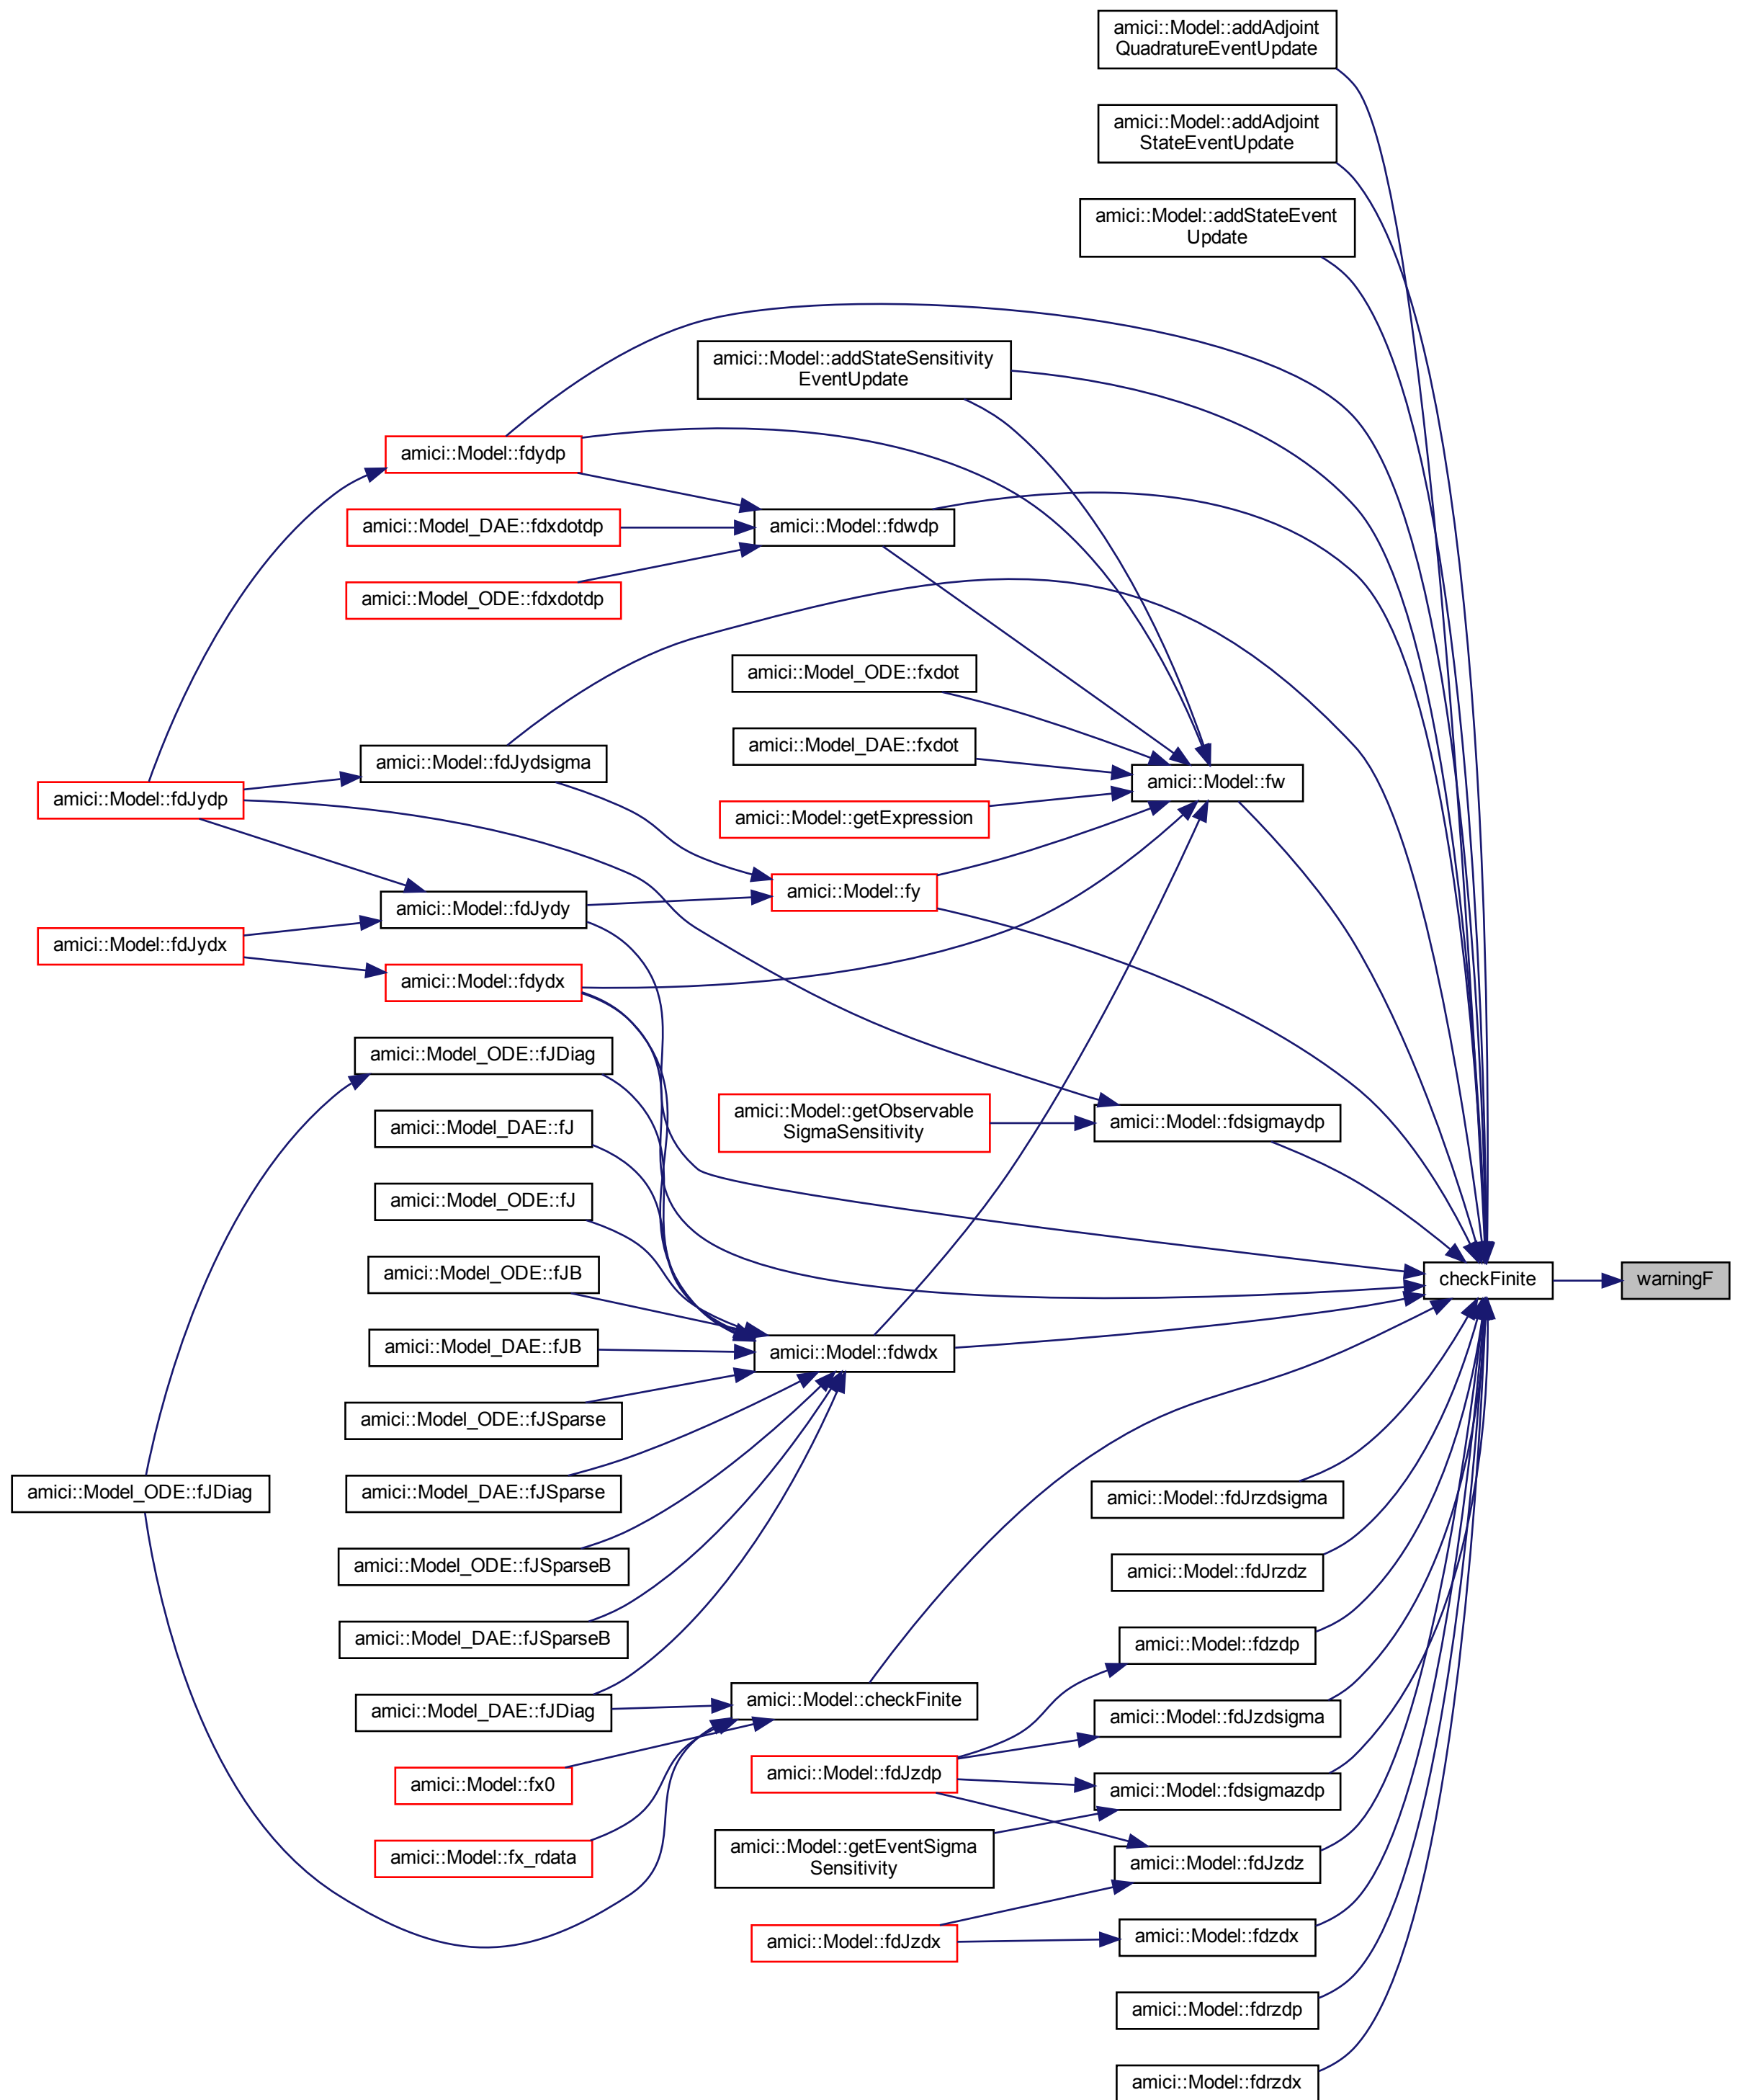 amici::Model::addAdjoint
QuadratureEventUpdate
amici::Model::addAdjoint
StateEventUpdate
amici::Model::addStateEvent
Update
amici::Model::addStateSensitivity
EventUpdate
amici::Model::fdydp
amici::Model_DAE::fdxdotdp
amici::Model::fdwdp
amici::Model_ODE::fdxdotdp
amici::Model_ODE::fxdot
amici::Model_DAE::fxdot
amici::Model::fdJydsigma
amici::Model::fw
amici::Model::fdJydp
amici::Model::getExpression
amici::Model::fy
amici::Model::fdJydy
amici::Model::fdJydx
amici::Model::fdydx
amici::Model_ODE::fJDiag
amici::Model::getObservable
SigmaSensitivity
amici::Model::fdsigmaydp
amici::Model_DAE::fJ
amici::Model_ODE::fJ
amici::Model_ODE::fJB
checkFinite
warningF
amici::Model_DAE::fJB
amici::Model::fdwdx
amici::Model_ODE::fJSparse
amici::Model_ODE::fJDiag
amici::Model_DAE::fJSparse
amici::Model::fdJrzdsigma
amici::Model_ODE::fJSparseB
amici::Model::fdJrzdz
amici::Model_DAE::fJSparseB
amici::Model::fdzdp
amici::Model_DAE::fJDiag
amici::Model::checkFinite
amici::Model::fdJzdsigma
amici::Model::fx0
amici::Model::fdJzdp
amici::Model::fdsigmazdp
amici::Model::fx_rdata
amici::Model::getEventSigma
Sensitivity
amici::Model::fdJzdz
amici::Model::fdJzdx
amici::Model::fdzdx
amici::Model::fdrzdp
amici::Model::fdrzdx